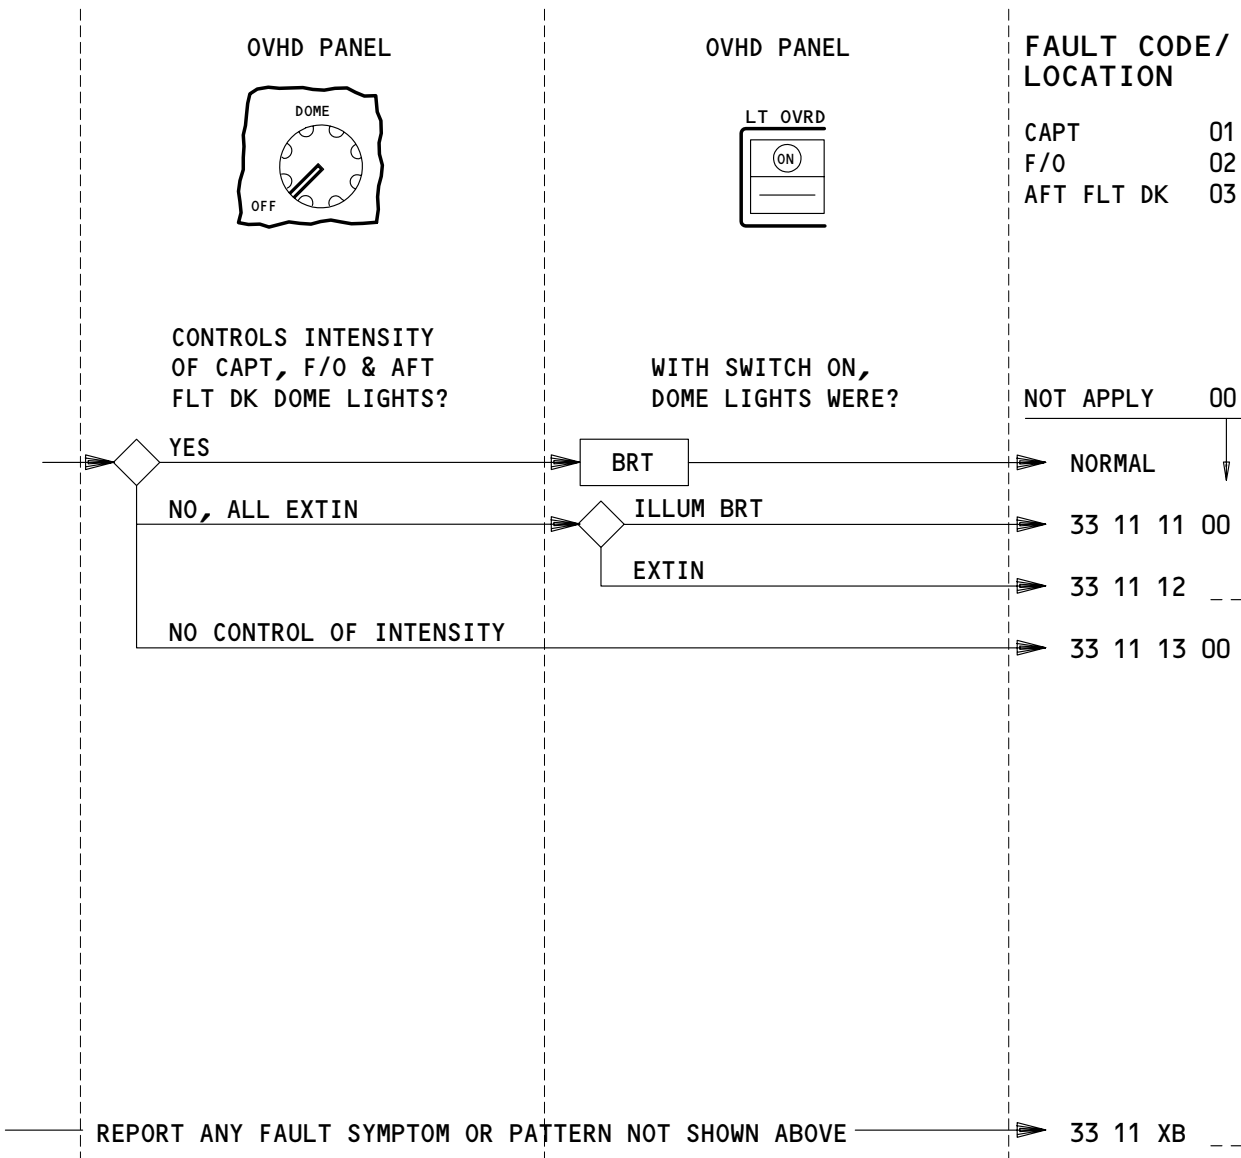 OVHD PANEL
DOME
OFF
CONTROLS INTENSITY
OF CAPT, F/O & AFT
FLT DK DOME LIGHTS?
OVHD PANEL
LT OVRD
ON
WITH SWITCH ON,
DOME LIGHTS WERE?
FAULT CODE/
LOCATION
CAPT 01
F/O 02
AFT FLT DK 03
NOT APPLY 00
YES
BRT
NORMAL
NO, ALL EXTIN
ILLUM BRT
33 11 11 00
EXTIN
33 11 12 _ _
NO CONTROL OF INTENSITY
33 11 13 00
REPORT ANY FAULT SYMPTOM OR PATTERN NOT SHOWN ABOVE
33 11 XB _ _